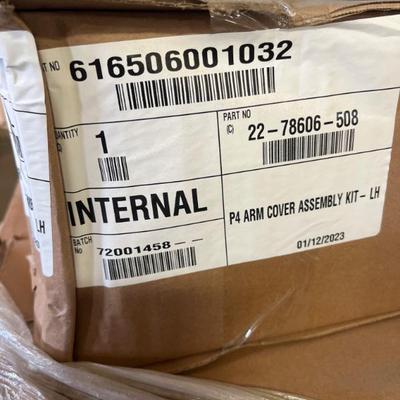 T NO 616506001032
QUANTITY
1
PART NO
(C) 22-78606-508
INTERNAL
P4 ARM COVER ASSEMBLY KIT- LH
BATCH
No 72001458--
01/12/2023
LH